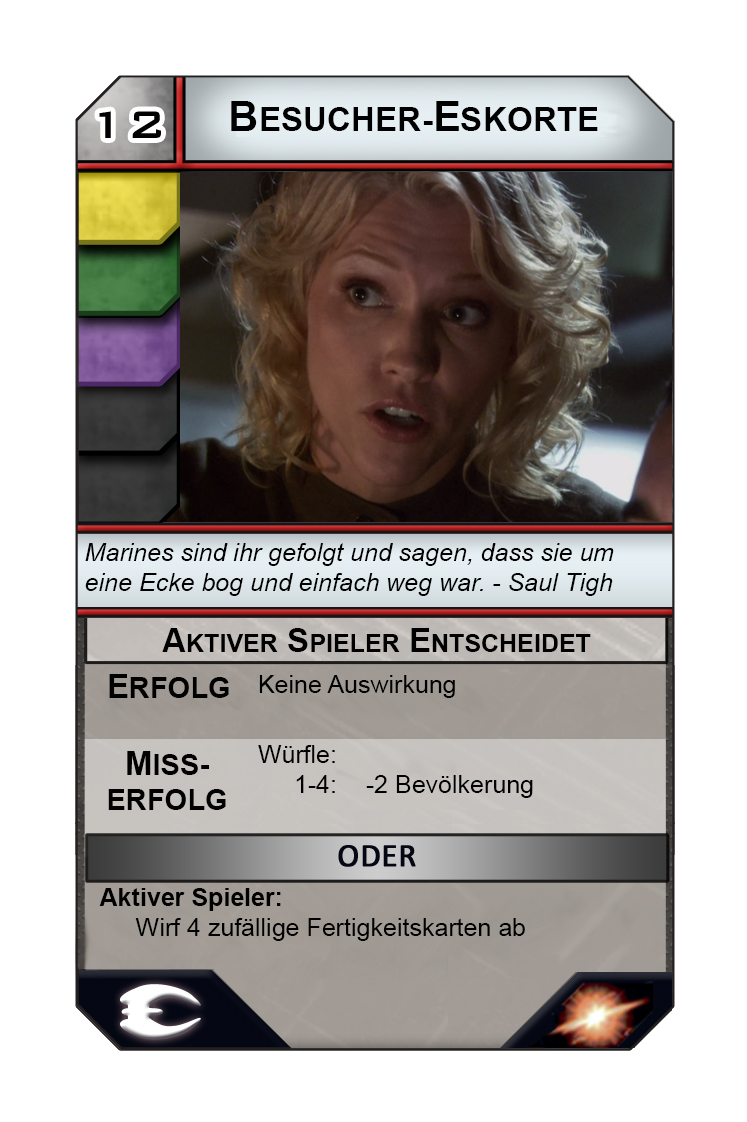 12
BESUCHER-ESKORTE
Marines sind ihr gefolgt und sagen, dass sie um
eine Ecke bog und einfach weg war. - Saul Tigh
AKTIVER SPIELER ENTSCHEIDET
ERFOLG Keine Auswirkung
MISS-
ERFOLG
Würfle:
1-4: -2 Bevölkerung
ODER
Aktiver Spieler:
Wirf 4 zufällige Fertigkeitskarten ab